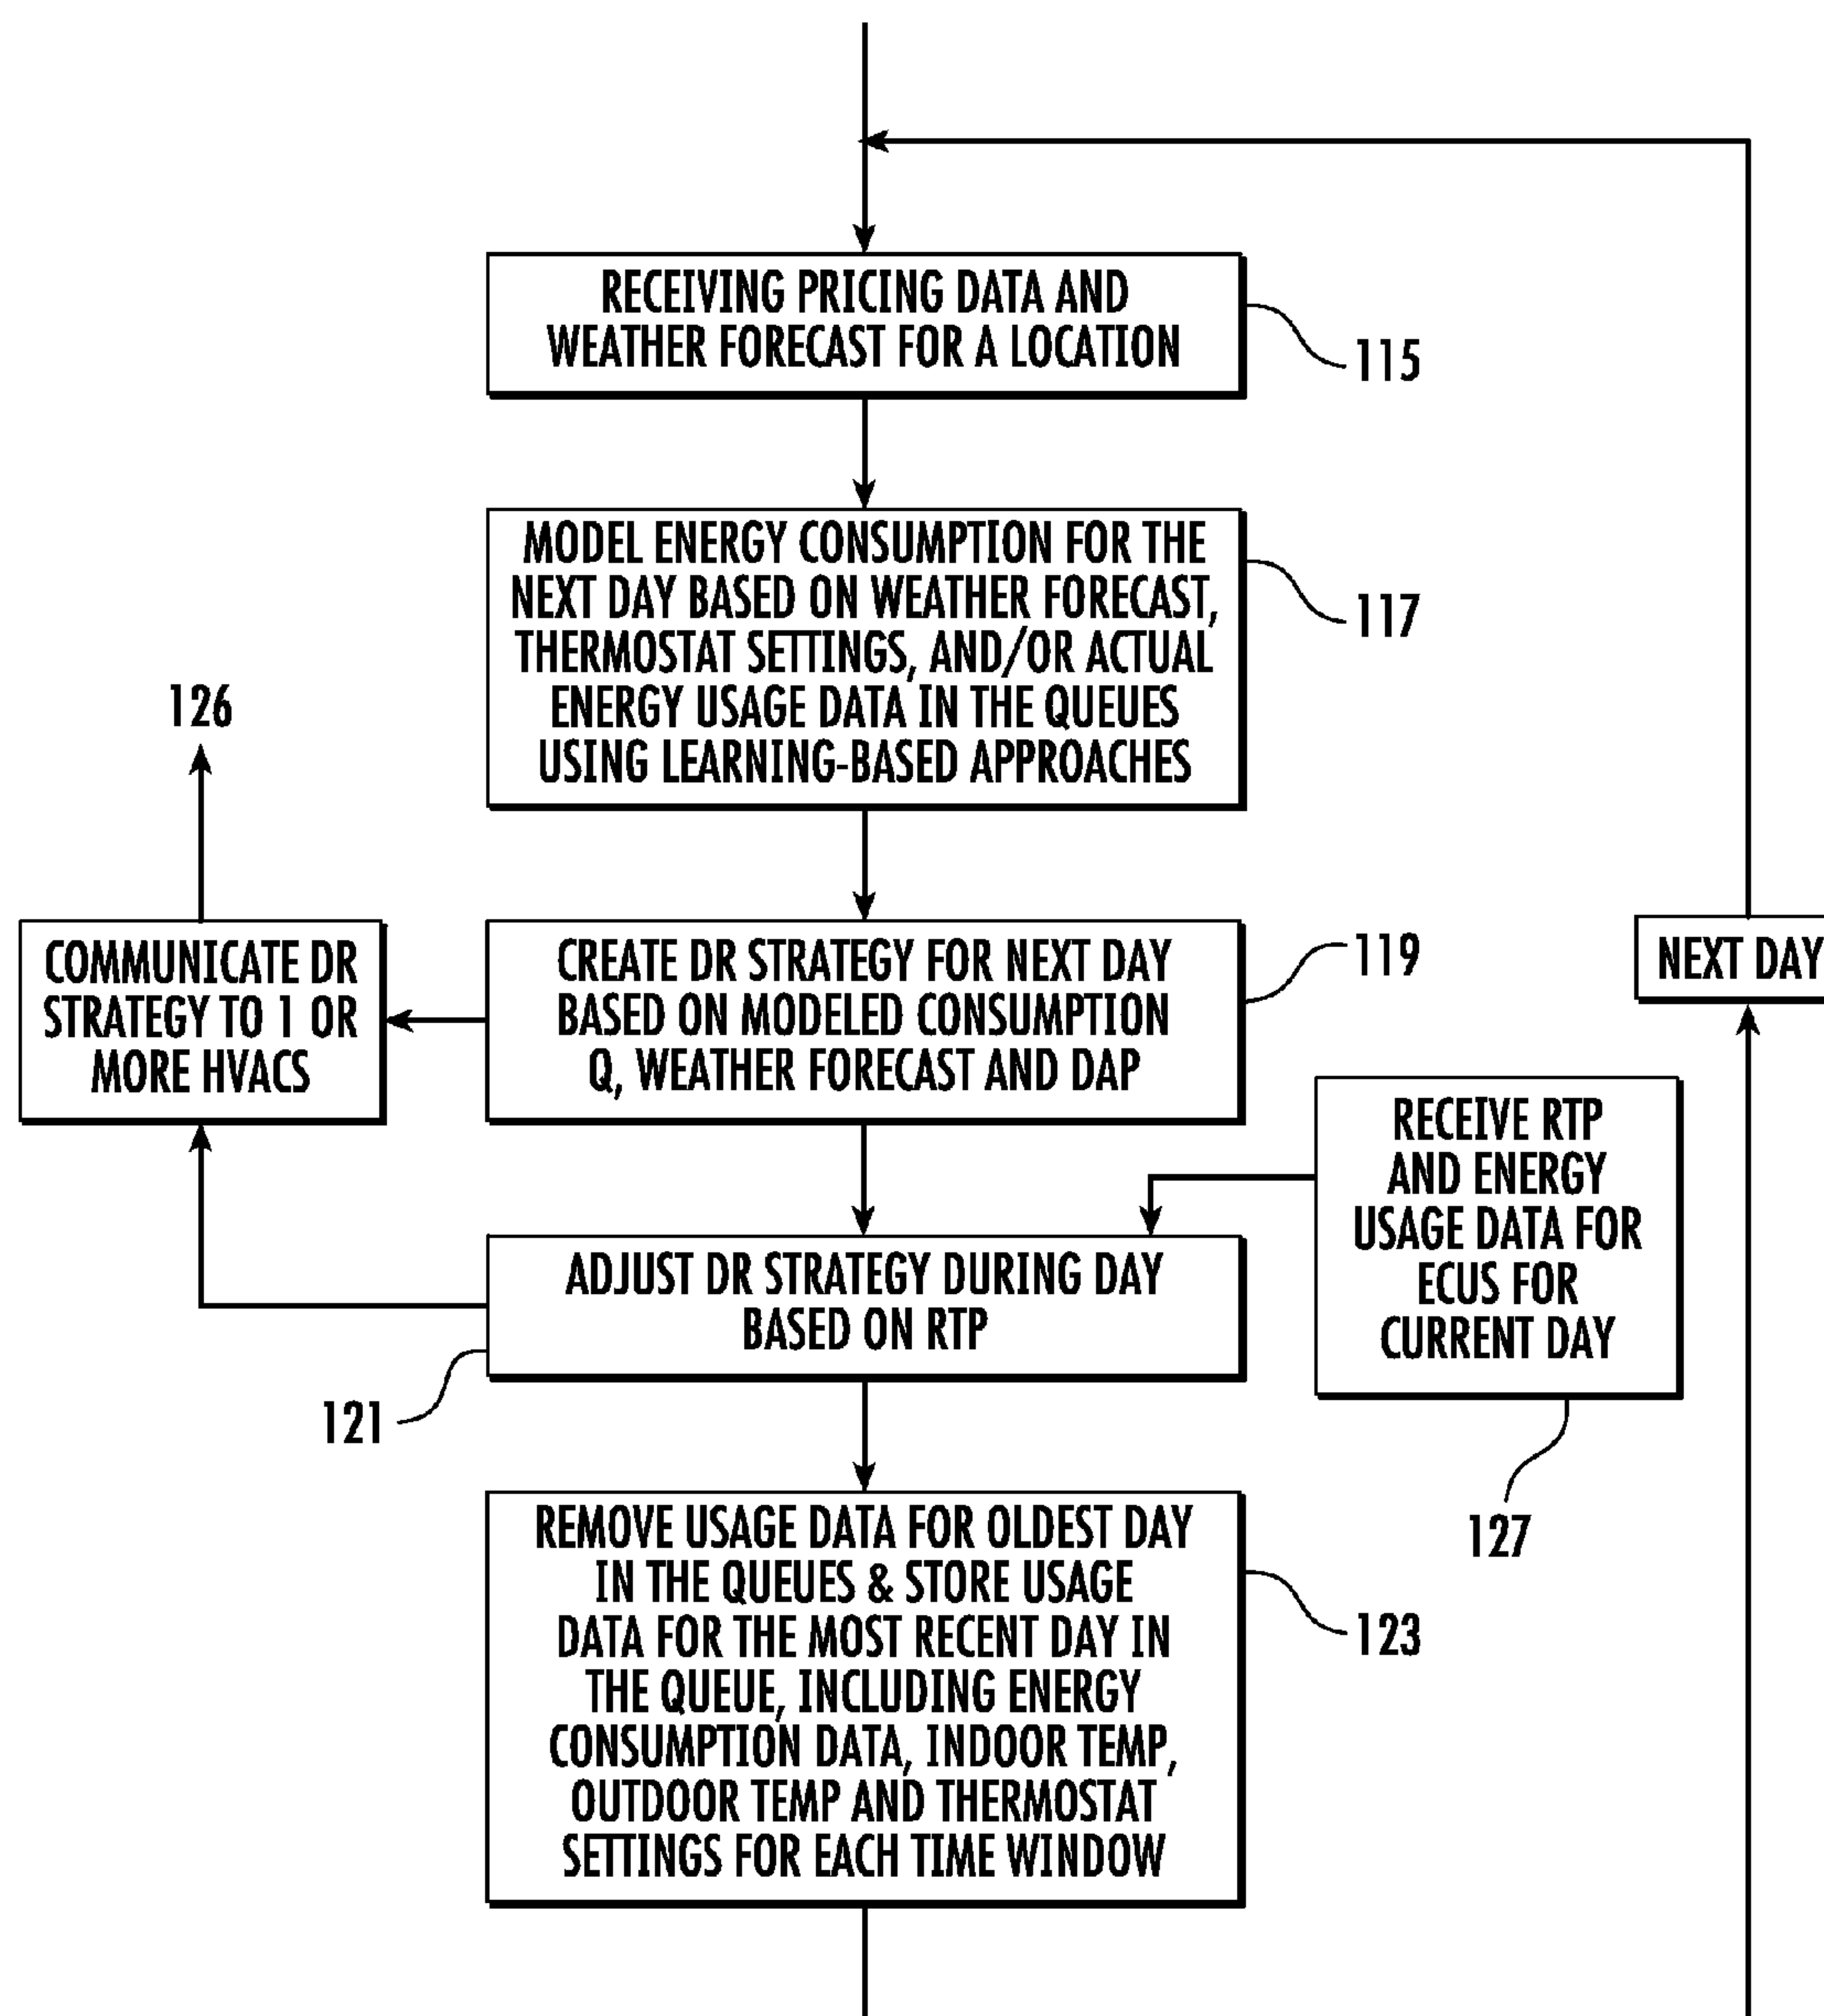 RECEIVING PRICING DATA AND
WEATHER FORECAST FOR A LOCATION
115
MODEL ENERGY CONSUMPTION FOR THE
NEXT DAY BASED ON WEATHER FORECAST,
THERMOSTAT SETTINGS, AND/OR ACTUAL
ENERGY USAGE DATA IN THE QUEUES
USING LEARNING-BASED APPROACHES
117
126
COMMUNICATE DR
STRATEGY TO 1 OR
MORE HVACS
CREATE DR STRATEGY FOR NEXT DAY
BASED ON MODELED CONSUMPTION
Q, WEATHER FORECAST AND DAP
119
NEXT DAY
RECEIVE RTP
AND ENERGY
USAGE DATA FOR
ECUS FOR
CURRENT DAY
127
ADJUST DR STRATEGY DURING DAY
BASED ON RTP
121
REMOVE USAGE DATA FOR OLDEST DAY
IN THE QUEUES & STORE USAGE
DATA FOR THE MOST RECENT DAY IN
THE QUEUE, INCLUDING ENERGY
CONSUMPTION DATA, INDOOR TEMP,
OUTDOOR TEMP AND THERMOSTAT
SETTINGS FOR EACH TIME WINDOW
123